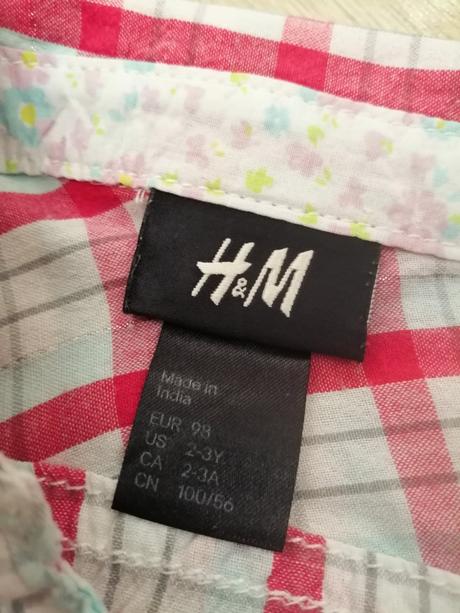 H&M
Made in
India
EUR 98
US 2-3Y
CA 2-3A
CN 100/56